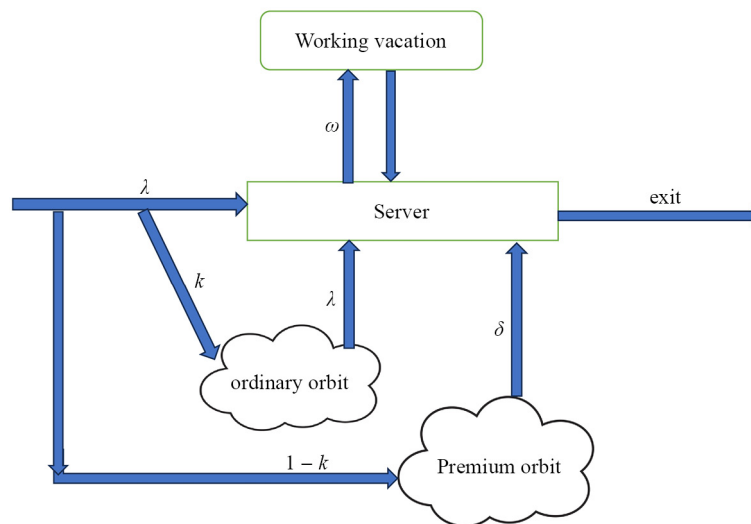 Working vacation
ω
λ
Server
exit
k
λ
δ
ordinary orbit
1 − k
Premium orbit